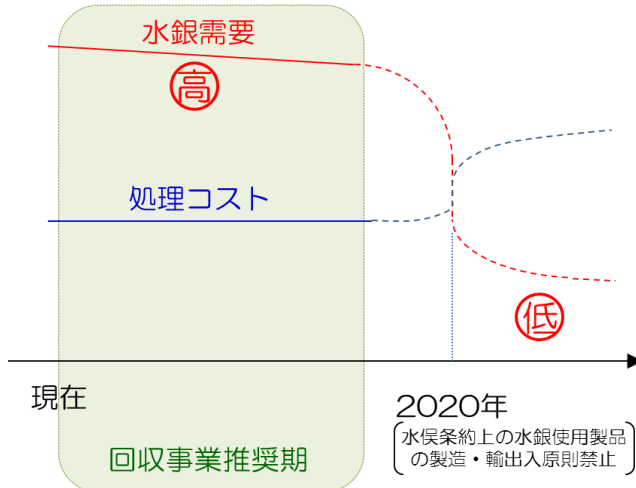 水銀需要
高
処理コスト
低
現在
2020年
水俣条約上の水銀使用製品
の製造・輸出入原則禁止
回収事業推奨期